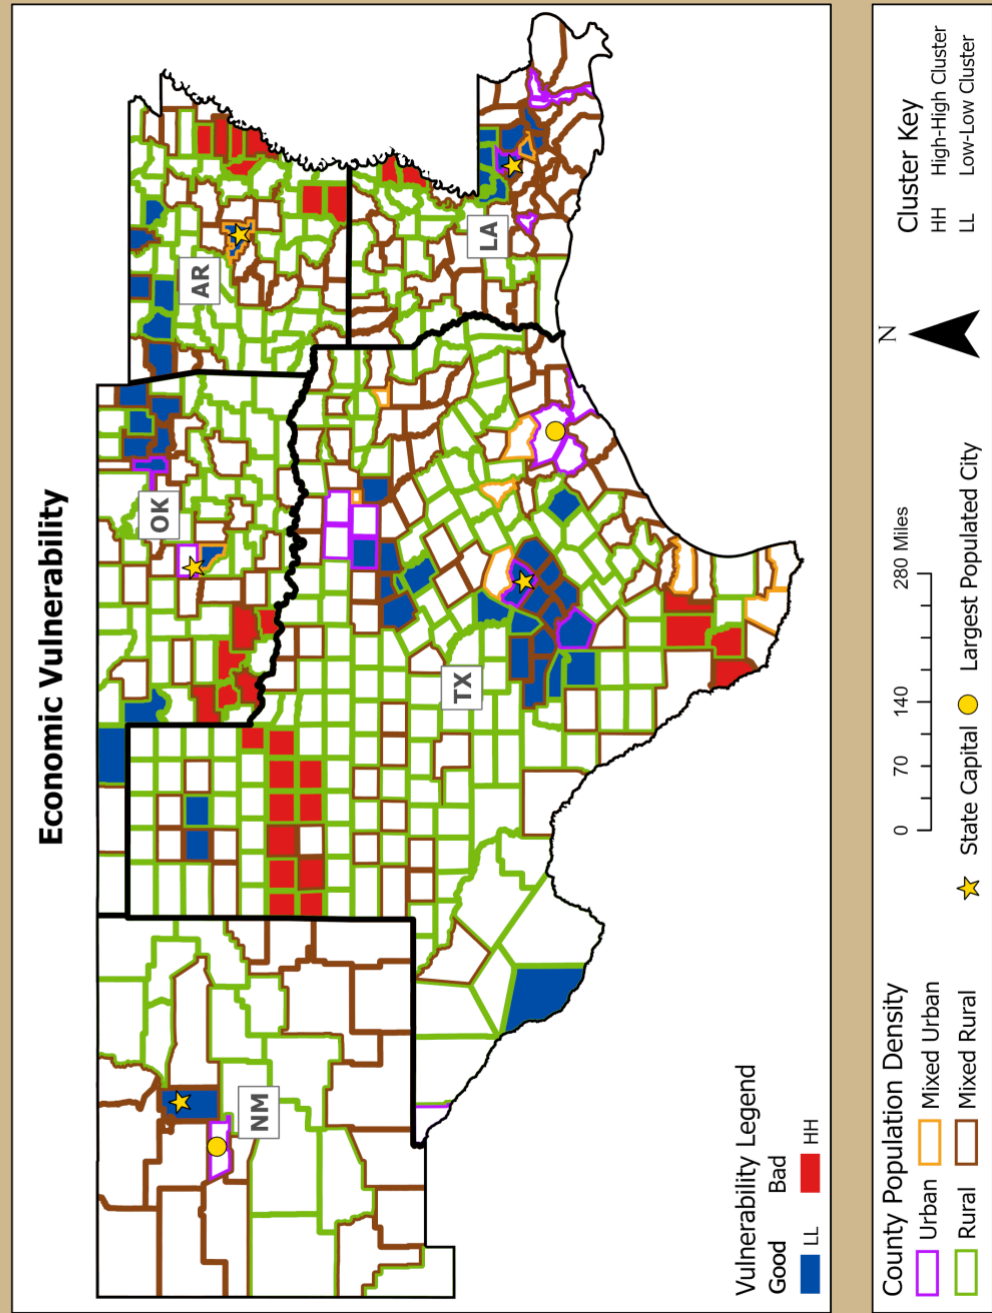 Economic Vulnerability
OK
AR
NM
TX
LA
Vulnerability Legend
Good Bad
LL HH
County Population Density
Urban Mixed Urban
Rural Mixed Rural
0 70 140 280 Miles
State Capital Largest Populated City
N
Cluster Key
HH High-High Cluster
LL Low-Low Cluster